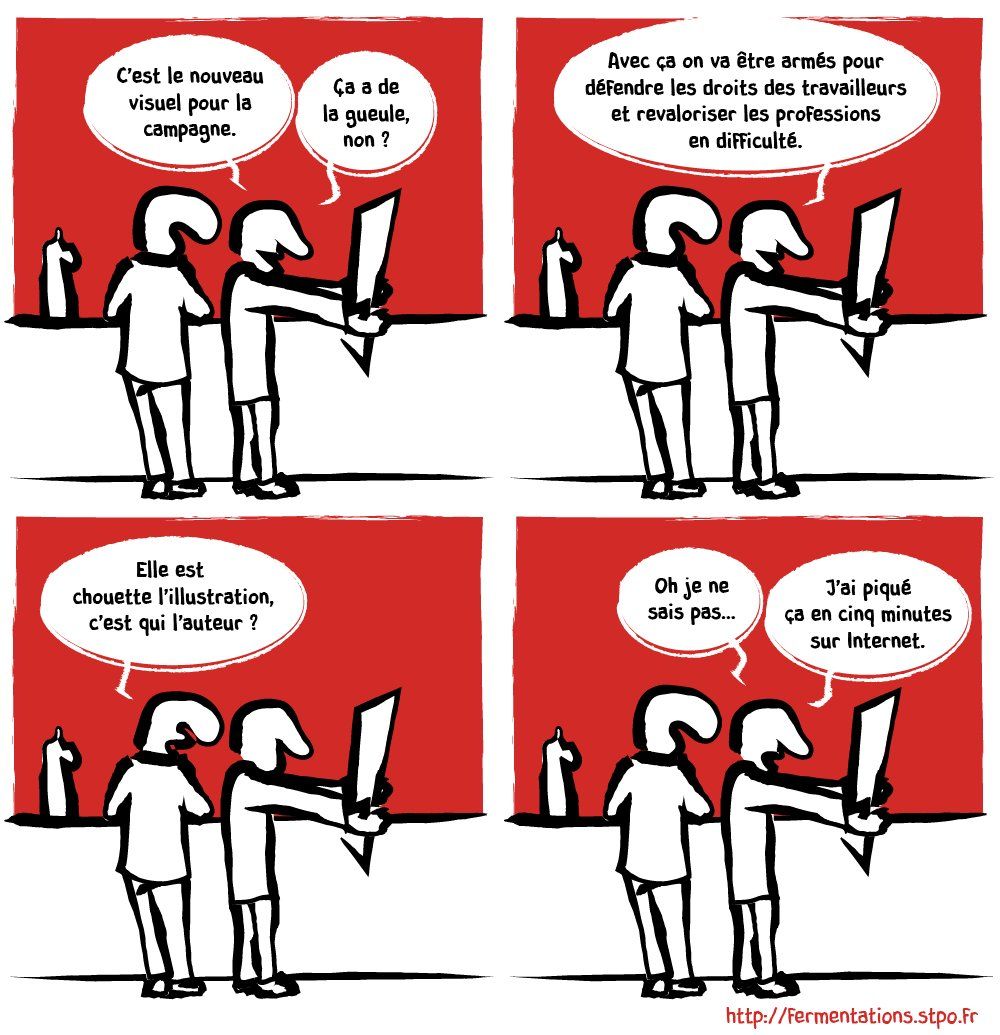 C'est le nouveau
visuel pour la
campagne.
Ça a de
la gueule,
non ?
Avec ça on va être armés pour
défendre les droits des travailleurs
et revaloriser les professions
en difficulté.
Elle est
chouette l'illustration,
c'est qui l'auteur ?
Oh je ne
sais pas...
J'ai piqué
ça en cinq minutes
sur Internet.
http://fermentations.stpo.fr